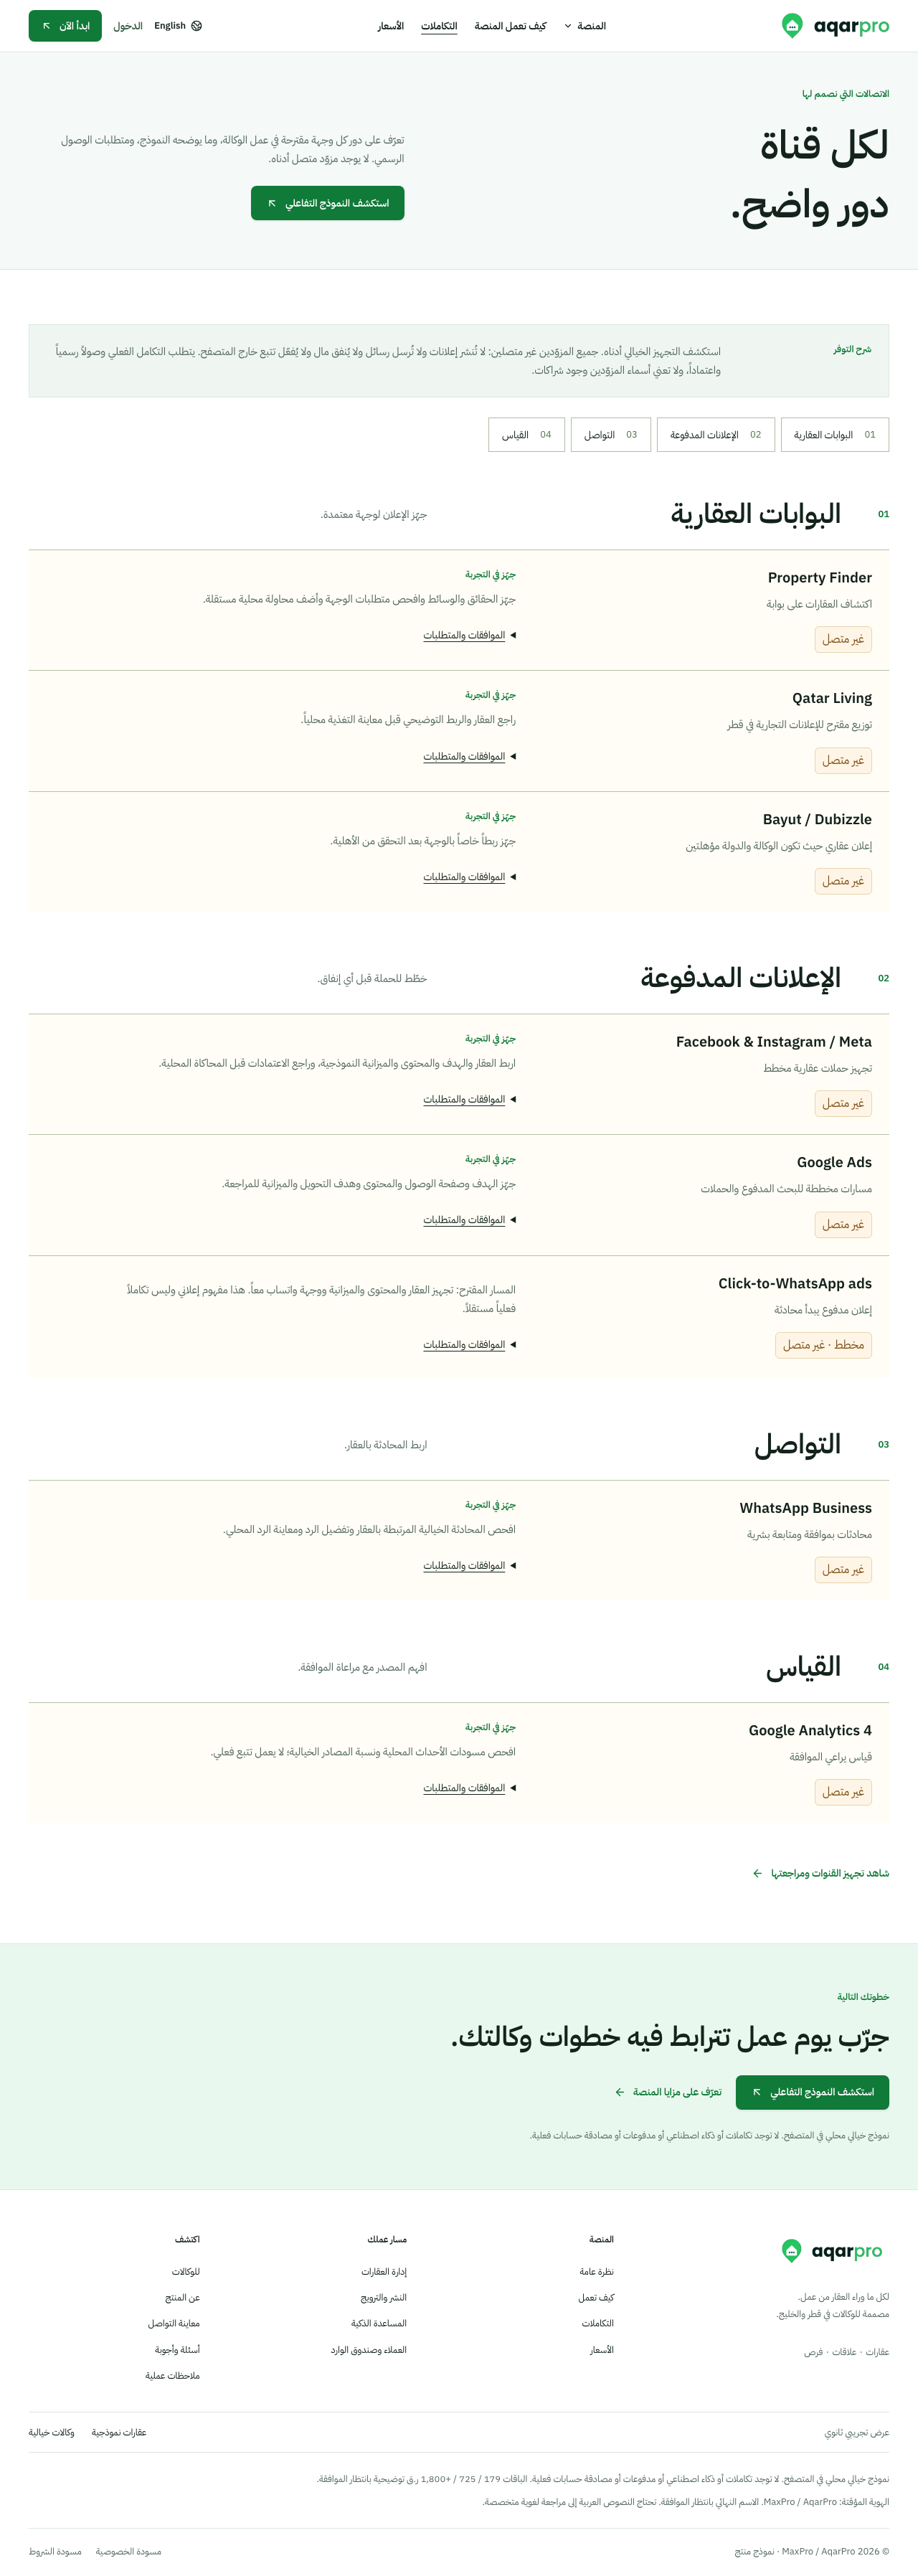 aqarpro
المنصة
كيف تعمل المنصة
التكاملات
الأسعار
English
الدخول
ابدأ الآن
الاتصالات التي نصمم لها
لكل قناة
دور واضح.
تعرّف على دور كل وجهة مقترحة في عمل الوكالة، وما يوضحه النموذج، ومتطلبات الوصول
الرسمي. لا يوجد مزوّد متصل أدناه.
استكشف النموذج التفاعلي
شرح التوفر
استكشف التجهيز الخيالي أدناه. جميع المزوّدين غير متصلين: لا تُنشر إعلانات ولا تُرسل رسائل ولا يُنفق مال ولا يُفعّل تتبع خارج المتصفح. يتطلب التكامل الفعلي وصولاً رسمياً
واعتماداً، ولا تعني أسماء المزوّدين وجود شراكات.
01 البوابات العقارية
02 الإعلانات المدفوعة
03 التواصل
04 القياس
01
البوابات العقارية
جهّز الإعلان لوجهة معتمدة.
Property Finder
اكتشاف العقارات على بوابة
غير متصل
جهّز في التجربة
جهّز الحقائق والوسائط وافحص متطلبات الوجهة وأضف محاولة محلية مستقلة.
الموافقات والمتطلبات
Qatar Living
توزيع مقترح للإعلانات التجارية في قطر
غير متصل
جهّز في التجربة
راجع العقار والربط التوضيحي قبل معاينة التغذية محلياً.
الموافقات والمتطلبات
Bayut / Dubizzle
إعلان عقاري حيث تكون الوكالة والدولة مؤهلتين
غير متصل
جهّز في التجربة
جهّز ربطاً خاصاً بالوجهة بعد التحقق من الأهلية.
الموافقات والمتطلبات
02
الإعلانات المدفوعة
خطّط للحملة قبل أي إنفاق.
Facebook & Instagram / Meta
تجهيز حملات عقارية مخطط
غير متصل
جهّز في التجربة
اربط العقار والهدف والمحتوى والميزانية النموذجية، وراجع الاعتمادات قبل المحاكاة المحلية.
الموافقات والمتطلبات
Google Ads
مسارات مخططة للبحث المدفوع والحملات
غير متصل
جهّز في التجربة
جهّز الهدف وصفحة الوصول والمحتوى وهدف التحويل والميزانية للمراجعة.
الموافقات والمتطلبات
Click-to-WhatsApp ads
إعلان مدفوع يبدأ محادثة
مخطط · غير متصل
المسار المقترح: تجهيز العقار والمحتوى والميزانية ووجهة واتساب معاً. هذا مفهوم إعلاني وليس تكاملاً
فعلياً مستقلاً.
الموافقات والمتطلبات
03
التواصل
اربط المحادثة بالعقار.
WhatsApp Business
محادثات بموافقة ومتابعة بشرية
غير متصل
جهّز في التجربة
افحص المحادثة الخيالية المرتبطة بالعقار وتفضيل الرد ومعاينة الرد المحلي.
الموافقات والمتطلبات
04
القياس
افهم المصدر مع مراعاة الموافقة.
Google Analytics 4
قياس يراعي الموافقة
غير متصل
جهّز في التجربة
افحص مسودات الأحداث المحلية ونسبة المصادر الخيالية؛ لا يعمل تتبع فعلي.
الموافقات والمتطلبات
شاهد تجهيز القنوات ومراجعتها
خطوتك التالية
جرّب يوم عمل تترابط فيه خطوات وكالتك.
استكشف النموذج التفاعلي
تعرّف على مزايا المنصة
نموذج خيالي محلي في المتصفح. لا توجد تكاملات أو ذكاء اصطناعي أو مدفوعات أو مصادقة حسابات فعلية.
aqarpro
لكل ما وراء العقار من عمل.
مصممة للوكالات في قطر والخليج.
عقارات · علاقات · فرص
المنصة
نظرة عامة
كيف تعمل
التكاملات
الأسعار
مسار عملك
إدارة العقارات
النشر والترويج
المساعدة الذكية
العملاء وصندوق الوارد
اكتشف
للوكالات
عن المنتج
معاينة التواصل
أسئلة وأجوبة
ملاحظات عملية
عرض تجريبي ثانوي
عقارات نموذجية
وكالات خيالية
نموذج خيالي محلي في المتصفح. لا توجد تكاملات أو ذكاء اصطناعي أو مدفوعات أو مصادقة حسابات فعلية. الباقات 179 / 725 / +1,800 ر.ق توضيحية بانتظار الموافقة.
الهوية المؤقتة: MaxPro / AqarPro. الاسم النهائي بانتظار الموافقة. تحتاج النصوص العربية إلى مراجعة لغوية متخصصة.
© 2026 MaxPro / AqarPro · نموذج منتج
مسودة الخصوصية
مسودة الشروط